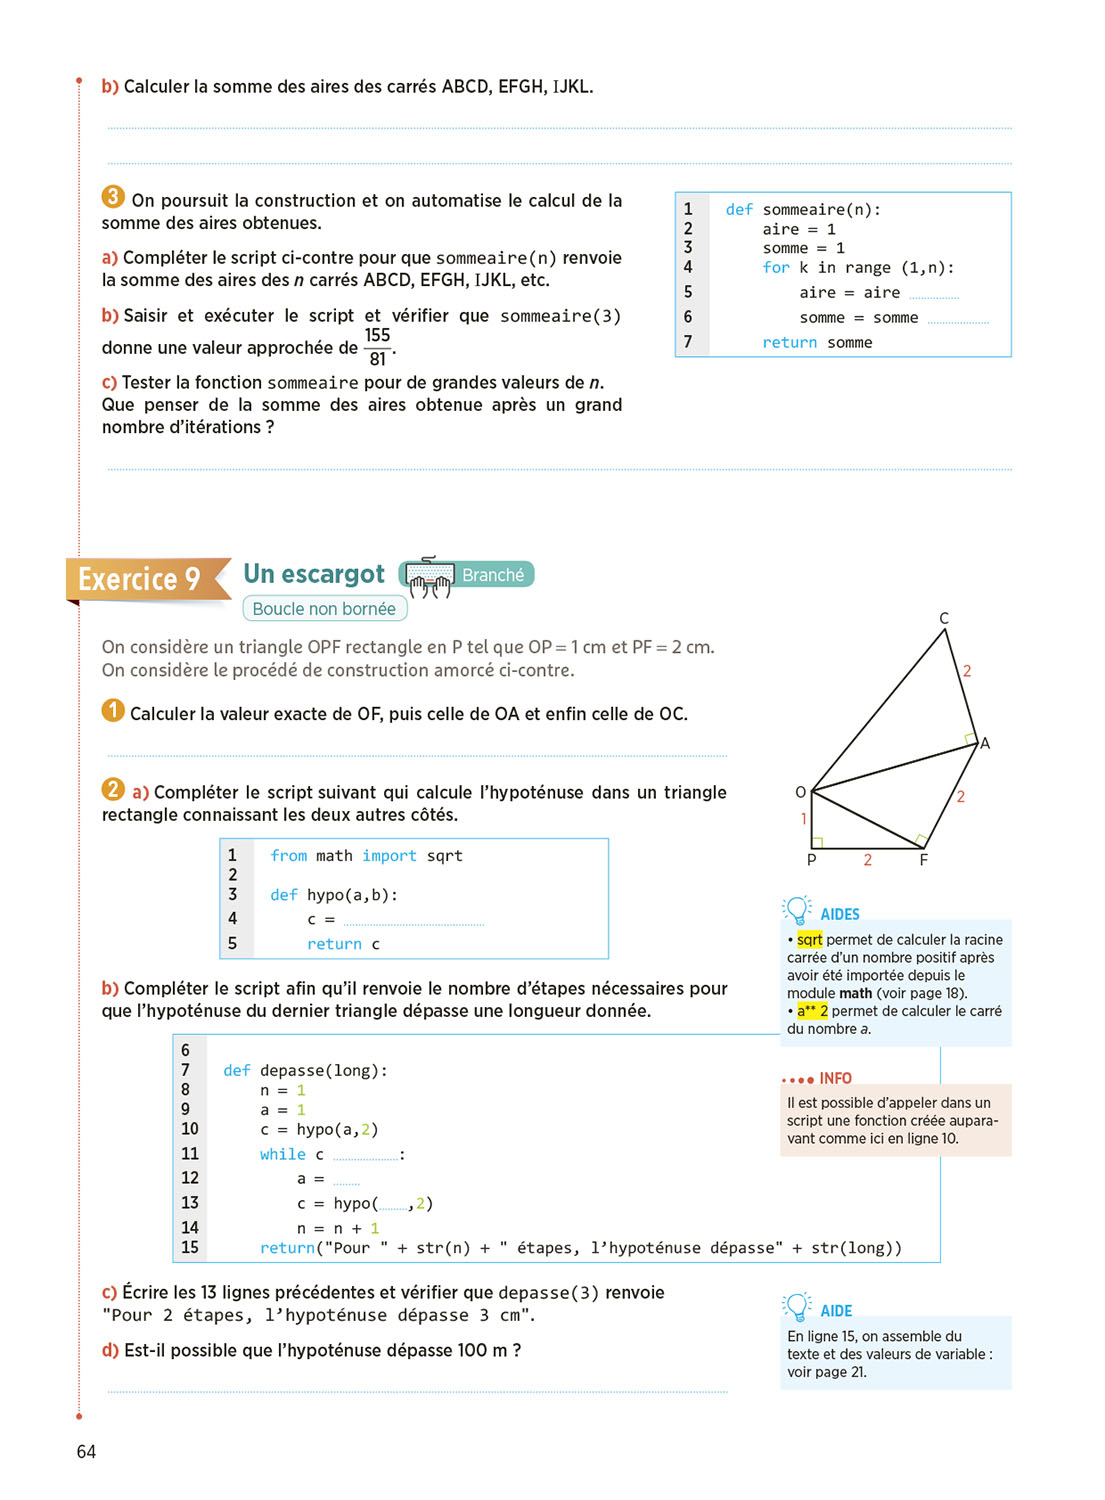 b) Calculer la somme des aires des carrés ABCD, EFGH, IJKL.
3 On poursuit la construction et on automatise le calcul de la
somme des aires obtenues.
a) Compléter le script ci-contre pour que sommeaire(n) renvoie
la somme des aires des n carrés ABCD, EFGH, IJKL, etc.
b) Saisir et exécuter le script et vérifier que sommeaire(3)
donne une valeur approchée de 155/81.
c) Tester la fonction sommeaire pour de grandes valeurs de n.
Que penser de la somme des aires obtenue après un grand
nombre d'itérations ?
1 def sommeaire(n):
2 aire = 1
3 somme = 1
4 for k in range (1,n):
5 aire = aire ..................
6 somme = somme ..................
7 return somme
Exercice 9
Un escargot
Branché
Boucle non bornée
On considère un triangle OPF rectangle en P tel que OP = 1 cm et PF = 2 cm.
On considère le procédé de construction amorcé ci-contre.
1 Calculer la valeur exacte de OF, puis celle de OA et enfin celle de OC.
C
2
A
O
2
1
P
2
F
2 a) Compléter le script suivant qui calcule l'hypoténuse dans un triangle
rectangle connaissant les deux autres côtés.
1 from math import sqrt
2
3 def hypo(a,b):
4 c = ..................
5 return c
AIDES
• sqrt permet de calculer la racine
carrée d'un nombre positif après
avoir été importée depuis le
module math (voir page 18).
• a** 2 permet de calculer le carré
du nombre a.
b) Compléter le script afin qu'il renvoie le nombre d'étapes nécessaires pour
que l'hypoténuse du dernier triangle dépasse une longueur donnée.
6
7 def depasse(long):
8 n = 1
9 a = 1
10 c = hypo(a,2)
11 while c ..................:
12 a = ........
13 c = hypo(........,2)
14 n = n + 1
15 return("Pour " + str(n) + " étapes, l'hypoténuse dépasse" + str(long))
INFO
Il est possible d'appeler dans un
script une fonction créée aupara-
vant comme ici en ligne 10.
c) Écrire les 13 lignes précédentes et vérifier que depasse(3) renvoie
"Pour 2 étapes, l'hypoténuse dépasse 3 cm".
d) Est-il possible que l'hypoténuse dépasse 100 m ?
AIDE
En ligne 15, on assemble du
texte et des valeurs de variable :
voir page 21.
64